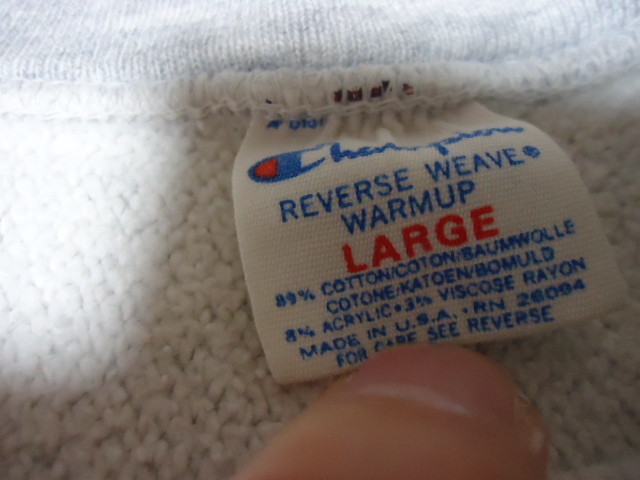 Champion
REVERSE WEAVE®
WARMUP
LARGE
89% COTTON/COTON/BAUMWOLLE
COTONE/KATOEN/BOMULD
8% ACRYLIC • 3% VISCOSE RAYON
MADE IN U.S.A. • RN 26094
FOR CARE SEE REVERSE